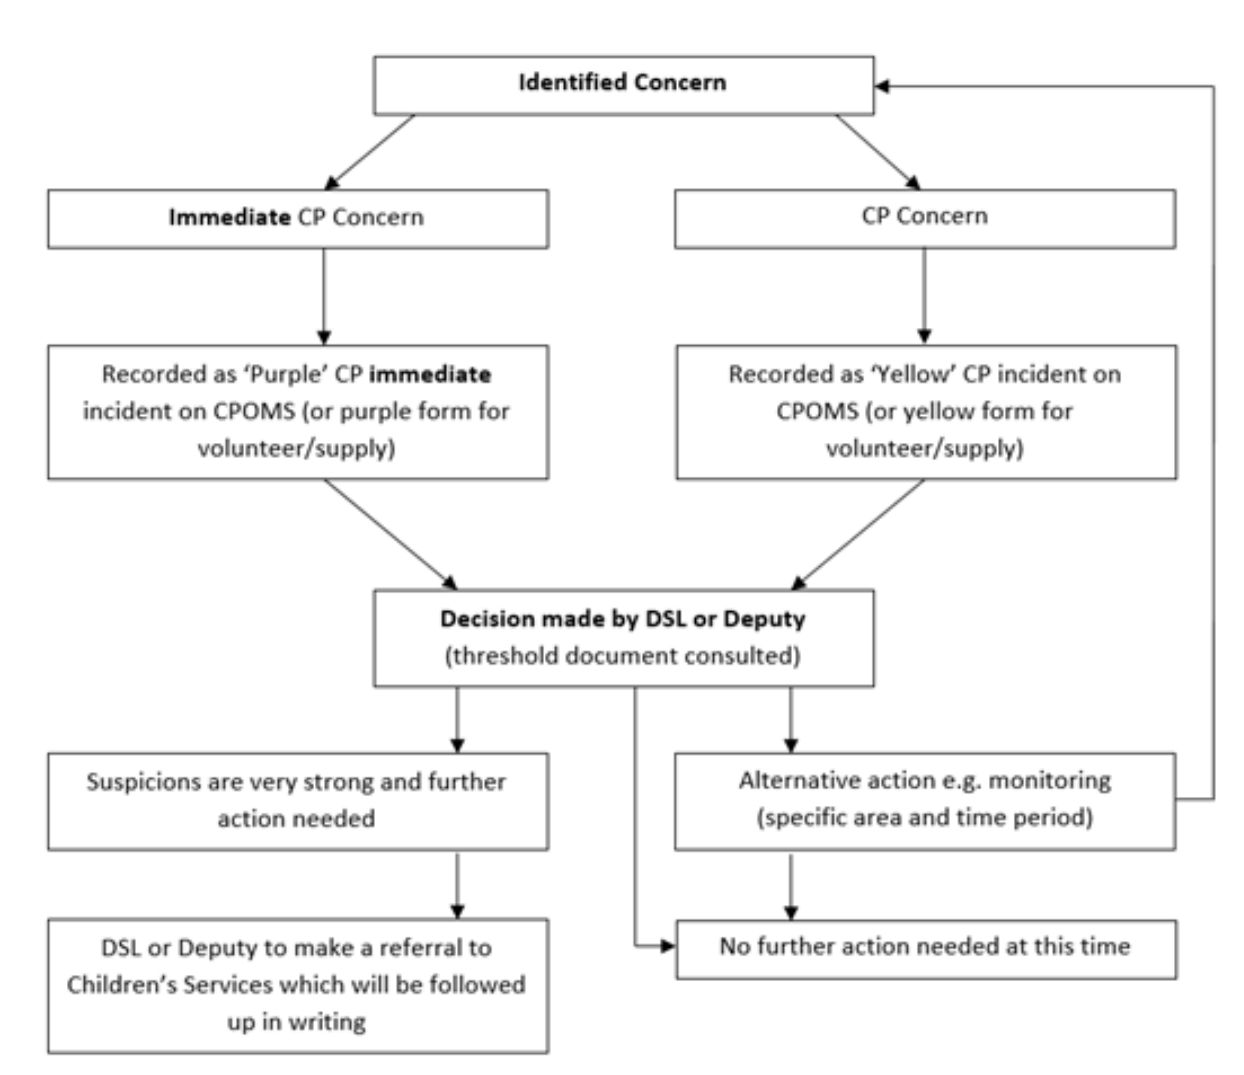 Identified Concern
Immediate CP Concern
CP Concern
Recorded as ‘Purple’ CP immediate
incident on CPOMS (or purple form for
volunteer/supply)
Recorded as ‘Yellow’ CP incident on
CPOMS (or yellow form for
volunteer/supply)
Decision made by DSL or Deputy
(threshold document consulted)
Suspicions are very strong and further
action needed
Alternative action e.g. monitoring
(specific area and time period)
DSL or Deputy to make a referral to
Children’s Services which will be followed
up in writing
No further action needed at this time